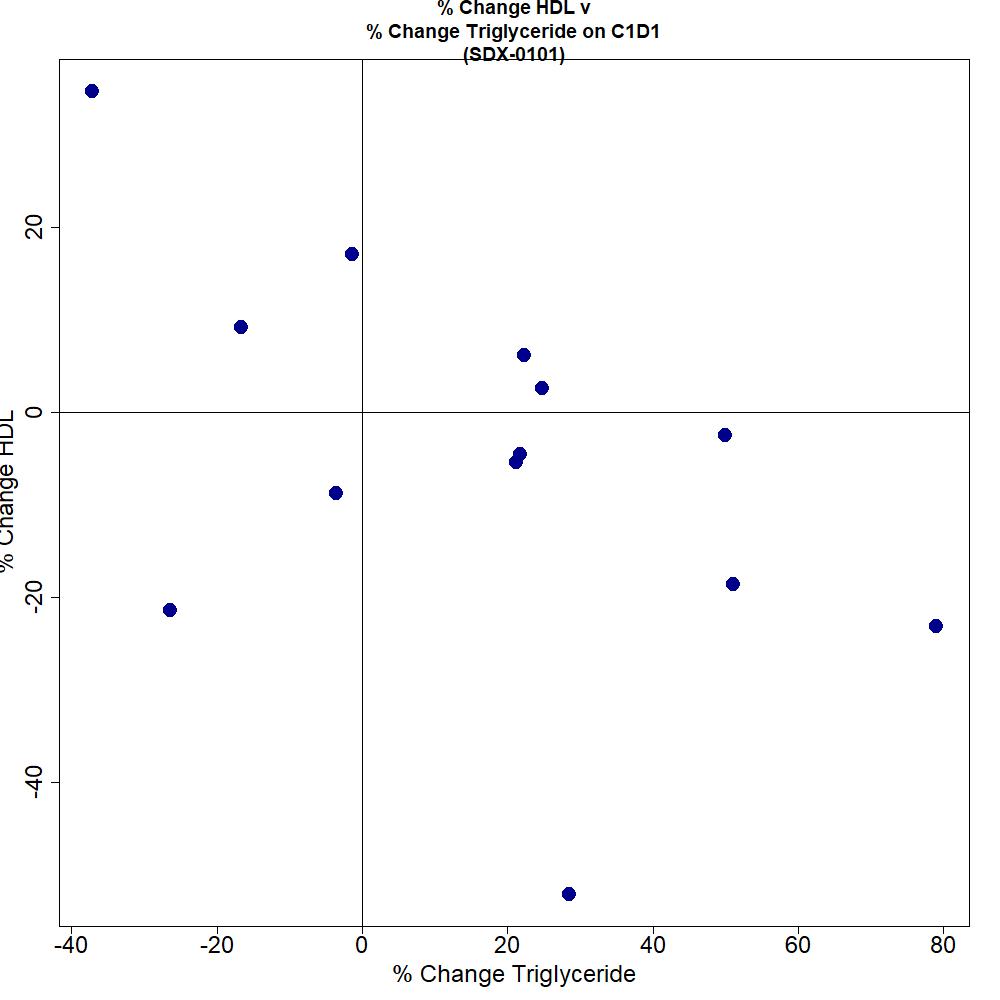 % Change HDL v
% Change Triglyceride on C1D1
(SDX-0101)
% Change HDL
20
0
-20
-40
-40
-20
0
20
40
60
80
% Change Triglyceride